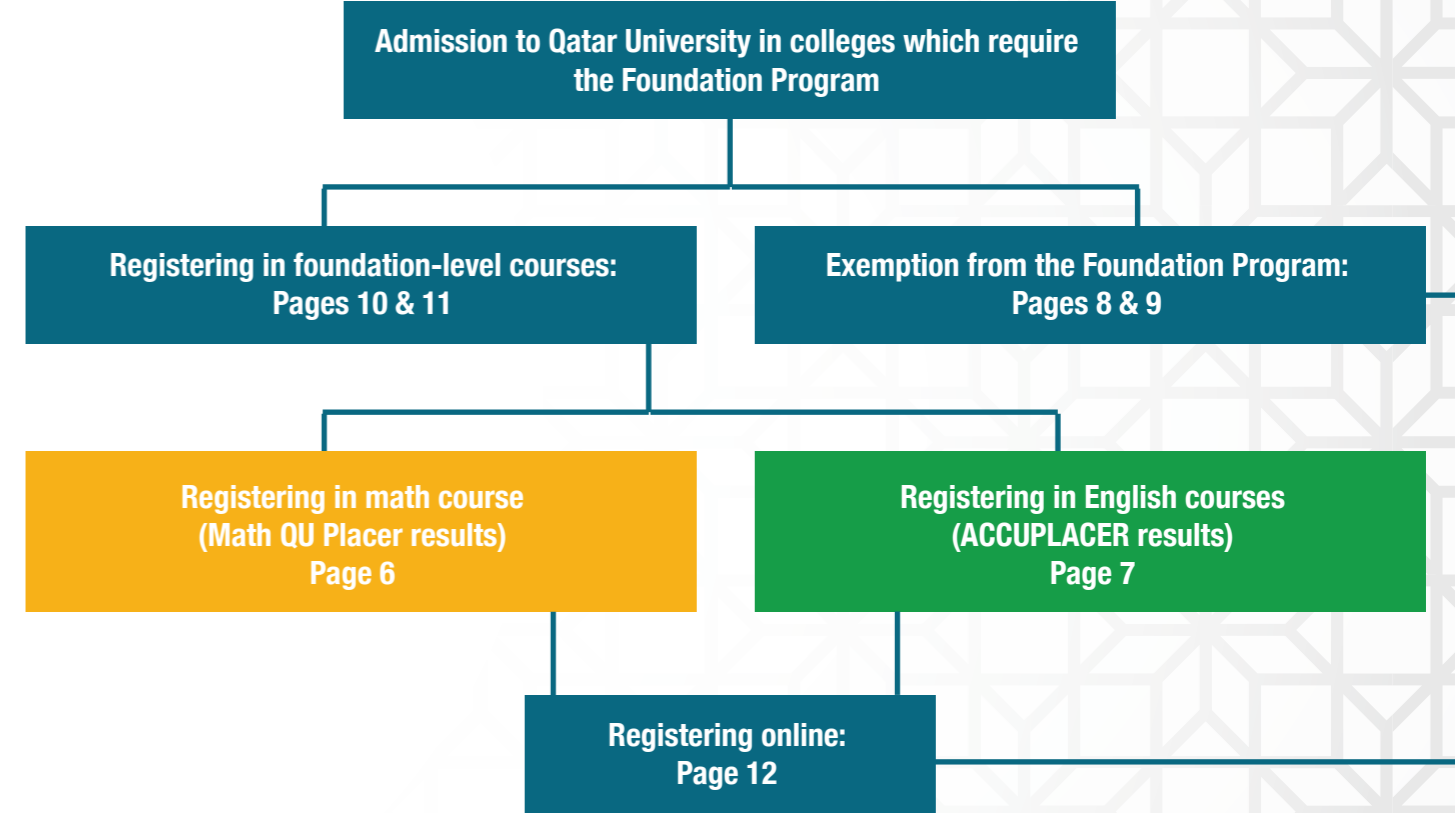 Admission to Qatar University in colleges which require
the Foundation Program
Registering in foundation-level courses:
Pages 10 & 11
Exemption from the Foundation Program:
Pages 8 & 9
Registering in math course
(Math QU Placer results)
Page 6
Registering in English courses
(ACCUPLACER results)
Page 7
Registering online:
Page 12